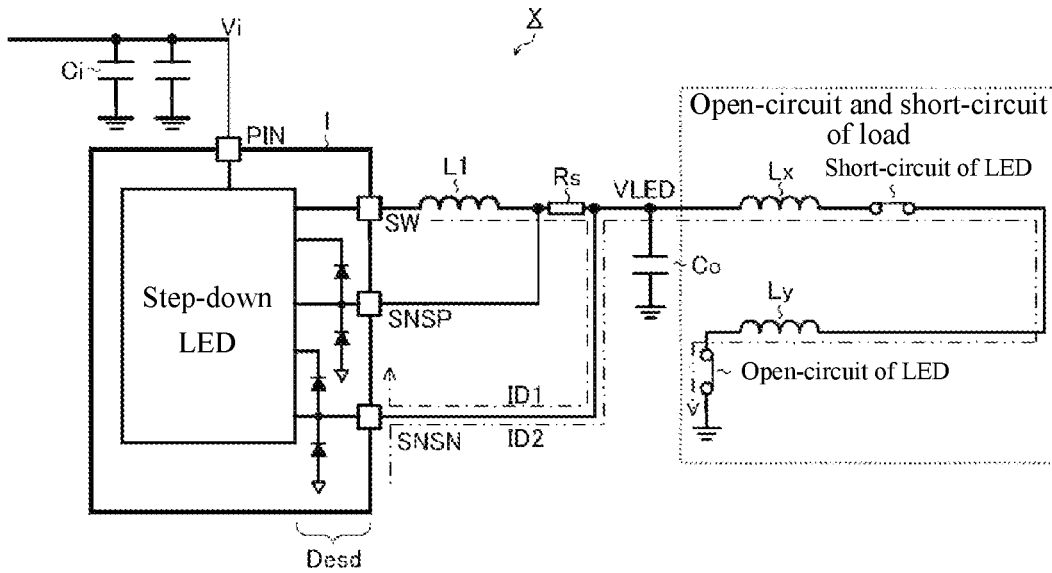 X
Vi
Ci
PIN
1
Open-circuit and short-circuit
of load
Short-circuit of LED
L1
Rs
VLED
Lx
SW
Co
Step-down
LED
SNSP
Ly
Open-circuit of LED
ID1
SNSN
ID2
Desd